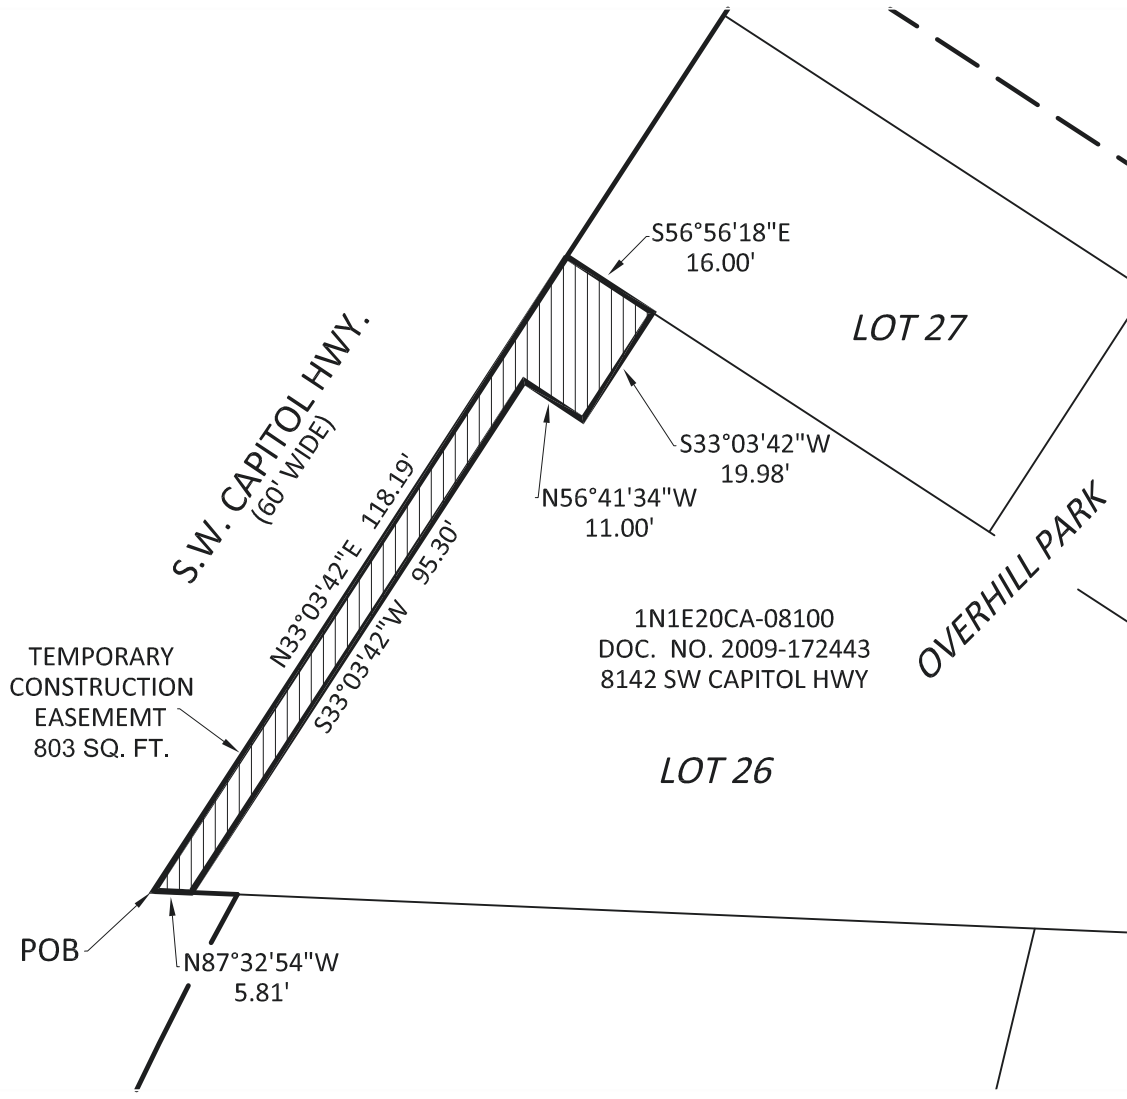 S56°56'18"E
16.00'
LOT 27
S.W. CAPITOL HWY.
(60' WIDE)
S33°03'42"W
19.98'
N56°41'34"W
11.00'
N33°03'42"E 118.19'
S33°03'42"W 95.30'
OVERHILL PARK
1N1E20CA-08100
DOC. NO. 2009-172443
8142 SW CAPITOL HWY
TEMPORARY
CONSTRUCTION
EASEMEMT
803 SQ. FT.
LOT 26
POB
N87°32'54"W
5.81'